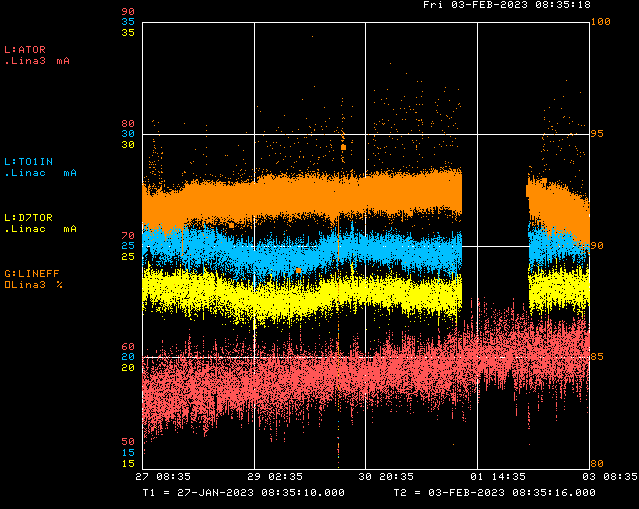 Fri 03-FEB-2023 08:35:18
90
35
35
100
L:ATOR
.Lina3 mA
80
30
30
95
L:TO1IN
.Linac mA
L:D7TOR
.Linac mA
70
25
25
90
G:LINEFF
Lina3 %
60
20
20
85
50
15
15
80
27 08:35 29 02:35 30 20:35 01 14:35 03 08:35
T1 = 27-JAN-2023 08:35:10.000 T2 = 03-FEB-2023 08:35:16.000